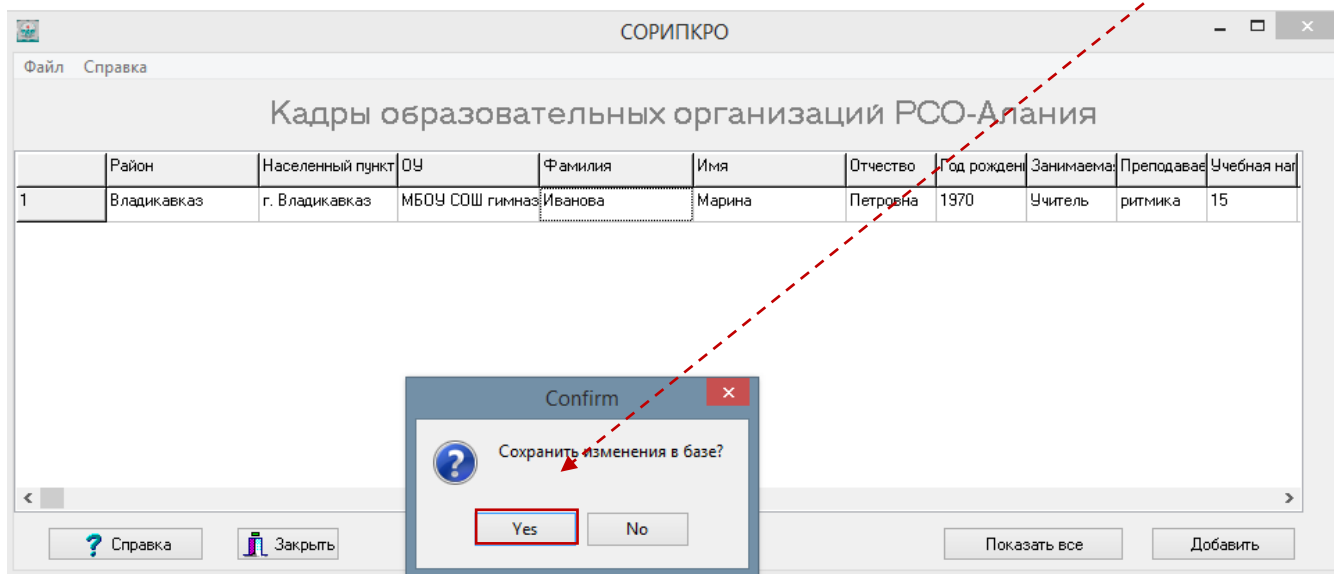 СОРИПКРО
Файл Справка
Кадры образовательных организаций РСО-Алания
Район Населенный пункт ОУ Фамилия Имя Отчество Год рождени Занимаема Преподавае Учебная наг
1 Владикавказ г. Владикавказ МБОУ СОШ гимназ Иванова Марина Петровна 1970 Учитель ритмика 15
Confirm
Сохранить изменения в базе?
Yes No
? Справка Закрыть Показать все Добавить